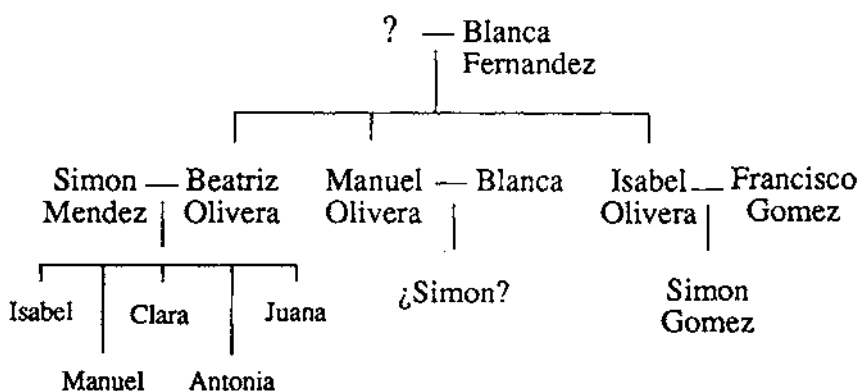 ? — Blanca
Fernandez
Simon — Beatriz Manuel — Blanca Isabel — Francisco
Mendez Olivera Olivera Olivera Gomez
Isabel Clara Juana ¿Simon? Simon
Gomez
Manuel Antonia